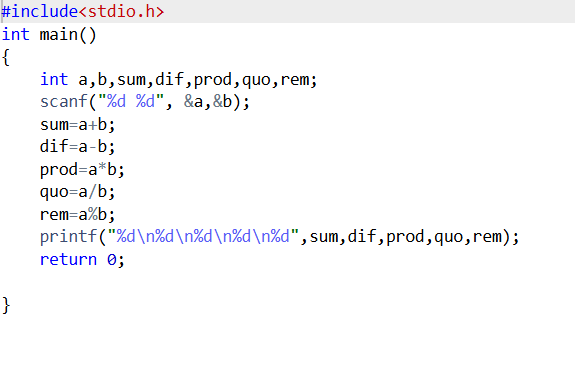 #include<stdio.h>
int main()
{
    int a,b,sum,dif,prod,quo,rem;
    scanf("%d %d", &a,&b);
    sum=a+b;
    dif=a-b;
    prod=a*b;
    quo=a/b;
    rem=a%b;
    printf("%d\n%d\n%d\n%d\n%d",sum,dif,prod,quo,rem);
    return 0;
}